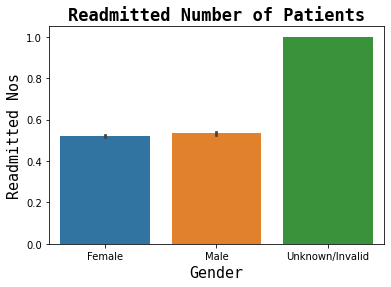 Readmitted Number of Patients
Readmitted Nos
1.0
0.8
0.6
0.4
0.2
0.0
Female
Male
Unknown/Invalid
Gender